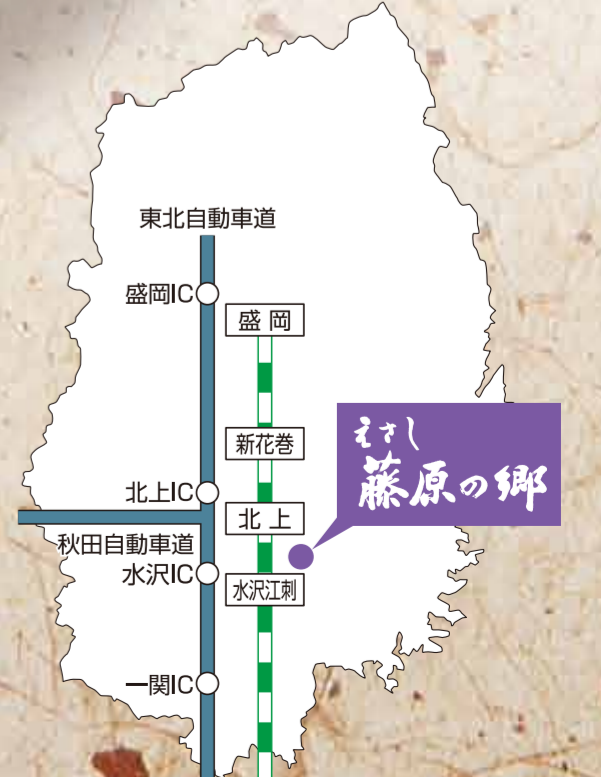 東北自動車道
盛岡IC
盛岡
新花巻
えさし
藤原の郷
北上IC
北上
秋田自動車道
水沢IC
水沢江刺
一関IC